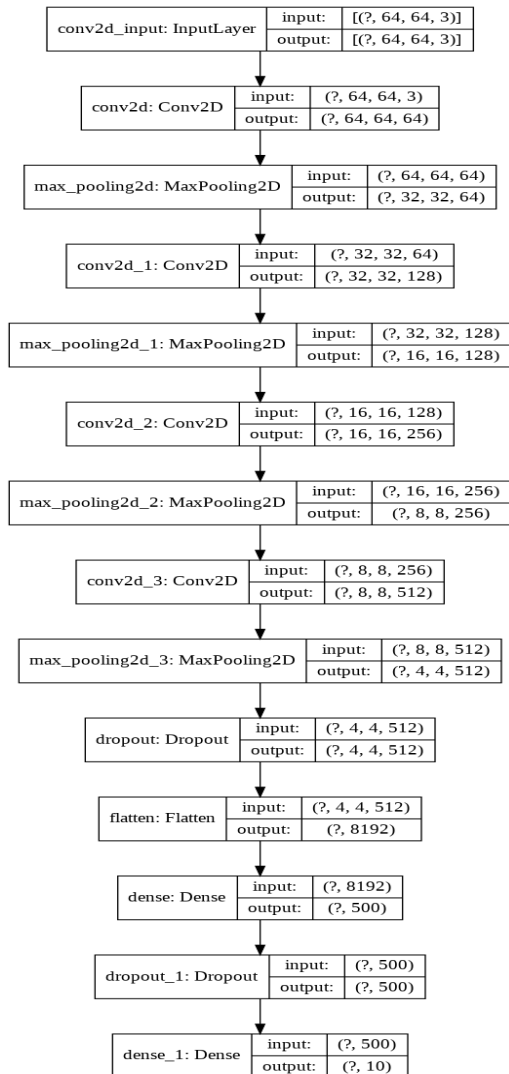 conv2d_input: InputLayer
input: [(?, 64, 64, 3)]
output: [(?, 64, 64, 3)]
conv2d: Conv2D
input: (?, 64, 64, 3)
output: (?, 64, 64, 64)
max_pooling2d: MaxPooling2D
input: (?, 64, 64, 64)
output: (?, 32, 32, 64)
conv2d_1: Conv2D
input: (?, 32, 32, 64)
output: (?, 32, 32, 128)
max_pooling2d_1: MaxPooling2D
input: (?, 32, 32, 128)
output: (?, 16, 16, 128)
conv2d_2: Conv2D
input: (?, 16, 16, 128)
output: (?, 16, 16, 256)
max_pooling2d_2: MaxPooling2D
input: (?, 16, 16, 256)
output: (?, 8, 8, 256)
conv2d_3: Conv2D
input: (?, 8, 8, 256)
output: (?, 8, 8, 512)
max_pooling2d_3: MaxPooling2D
input: (?, 8, 8, 512)
output: (?, 4, 4, 512)
dropout: Dropout
input: (?, 4, 4, 512)
output: (?, 4, 4, 512)
flatten: Flatten
input: (?, 4, 4, 512)
output: (?, 8192)
dense: Dense
input: (?, 8192)
output: (?, 500)
dropout_1: Dropout
input: (?, 500)
output: (?, 500)
dense_1: Dense
input: (?, 500)
output: (?, 10)